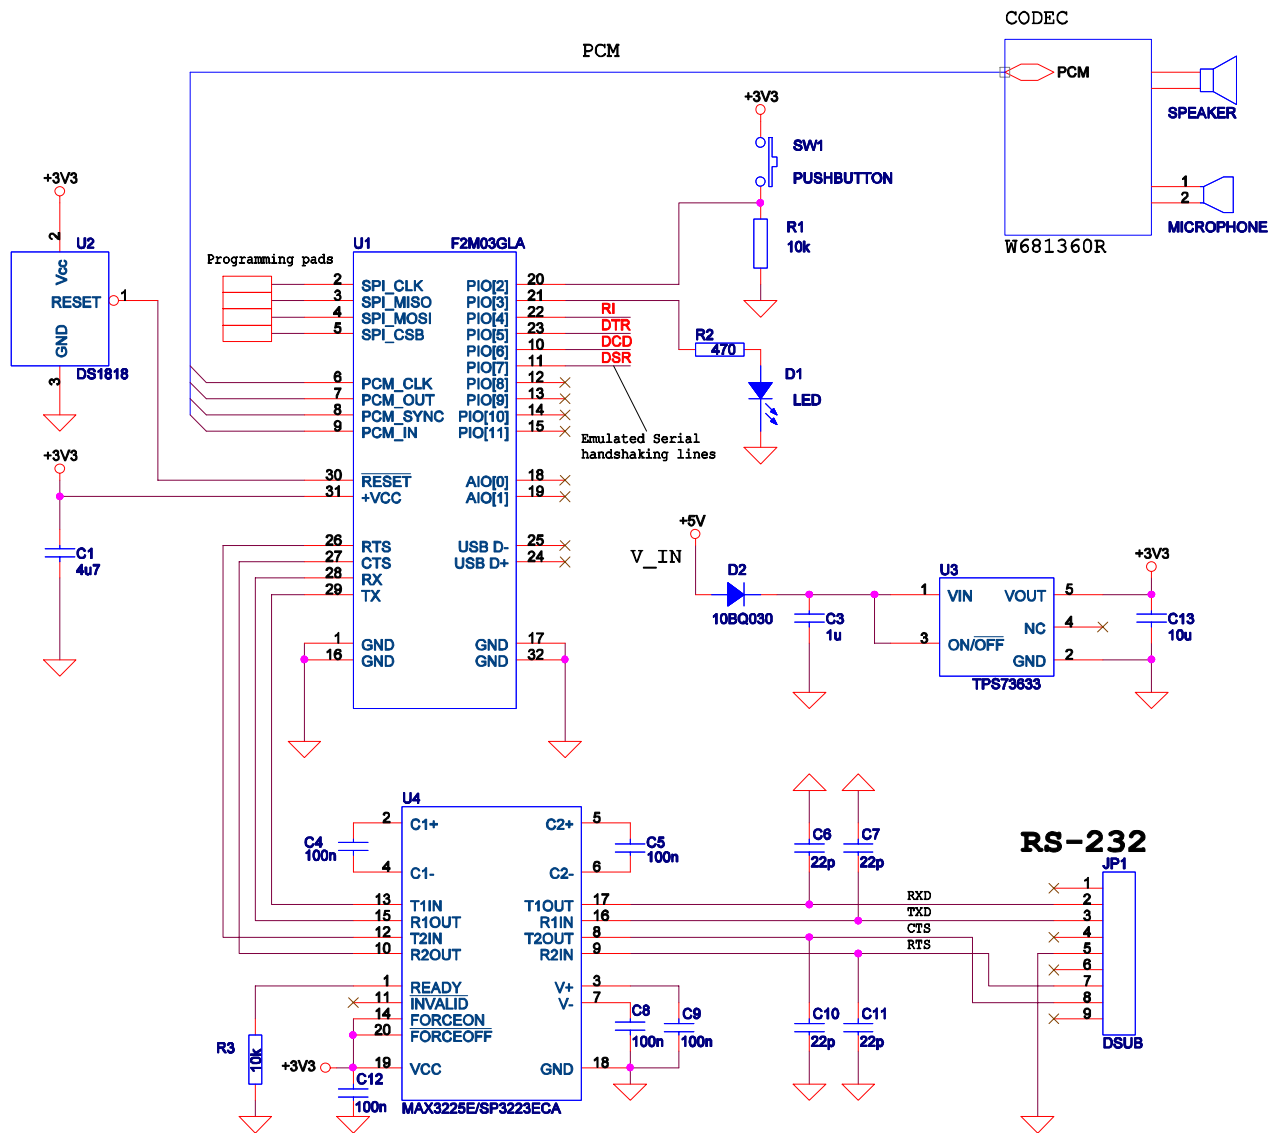 CODEC
PCM
PCM
SPEAKER
1
2
MICROPHONE
W681360R
+3V3
SW1
PUSHBUTTON
R1
10k
+3V3
2
U2
Vcc
RESET
1
GND
3
DS1818
U1
F2M03GLA
Programming pads
2 SPI_CLK
3 SPI_MISO
4 SPI_MOSI
5 SPI_CSB
6 PCM_CLK
7 PCM_OUT
8 PCM_SYNC
9 PCM_IN
30 RESET
31 +VCC
26 RTS
27 CTS
28 RX
29 TX
1 GND
16 GND
PIO[2] 20
PIO[3] 21
PIO[4] 22 RI
PIO[5] 23 DTR
PIO[6] 10 DCD
PIO[7] 11 DSR
PIO[8] 12
PIO[9] 13
PIO[10] 14
PIO[11] 15
AIO[0] 18
AIO[1] 19
USB D- 25
USB D+ 24
GND 17
GND 32
R2
470
D1
LED
Emulated Serial
handshaking lines
+3V3
C1
4u7
+5V
V_IN
D2
10BQ030
C3
1u
U3
1 VIN
3 ON/OFF
VOUT 5
NC 4
GND 2
TPS73633
+3V3
C13
10u
U4
2 C1+
4 C1-
13 T1IN
15 R1OUT
12 T2IN
10 R2OUT
1 READY
11 INVALID
14 FORCEON
20 FORCEOFF
19 VCC
C2+ 5
C2- 6
T1OUT 17
R1IN 16
T2OUT 8
R2IN 9
V+ 3
V- 7
GND 18
MAX3225E/SP3223ECA
C4
100n
C5
100n
R3
10k
+3V3
C12
100n
C8
100n
C9
100n
C6
22p
C7
22p
C10
22p
C11
22p
RXD
TXD
CTS
RTS
RS-232
JP1
1
2
3
4
5
6
7
8
9
DSUB